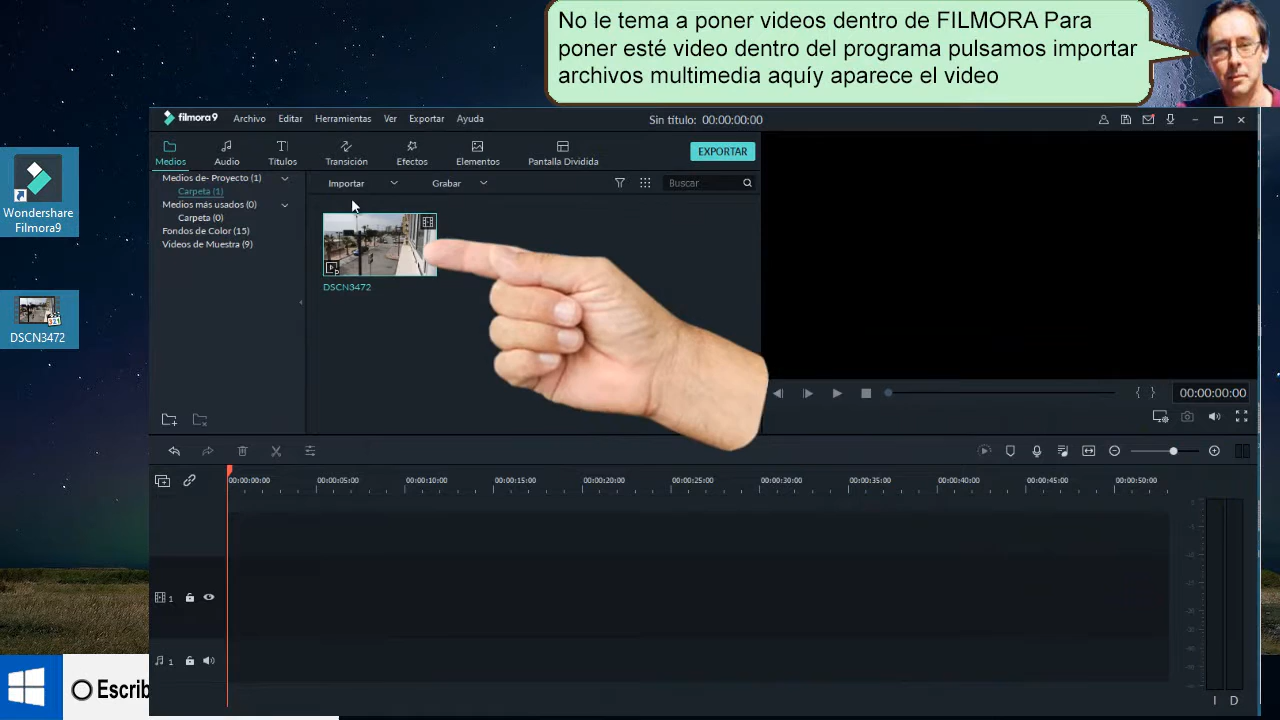 No le tema a poner videos dentro de FILMORA Para
poner esté video dentro del programa pulsamos importar
archivos multimedia aquíy aparece el video
filmora9
Archivo Editar Herramientas Ver Exportar Ayuda
Sin título: 00:00:00:00
Medios Audio Títulos Transición Efectos Elementos Pantalla Dividida
EXPORTAR
Medios de- Proyecto (1)
Carpeta (1)
Medios más usados (0)
Carpeta (0)
Fondos de Color (15)
Videos de Muestra (9)
Importar Grabar Buscar
DSCN3472
Wondershare
Filmora9
DSCN3472
00:00:00:00
00:00:00:00 00:00:05:00 00:00:10:00 00:00:15:00 00:00:20:00 00:00:25:00 00:00:30:00 00:00:35:00 00:00:40:00 00:00:45:00 00:00:50:00
1
1
I D
Escrib